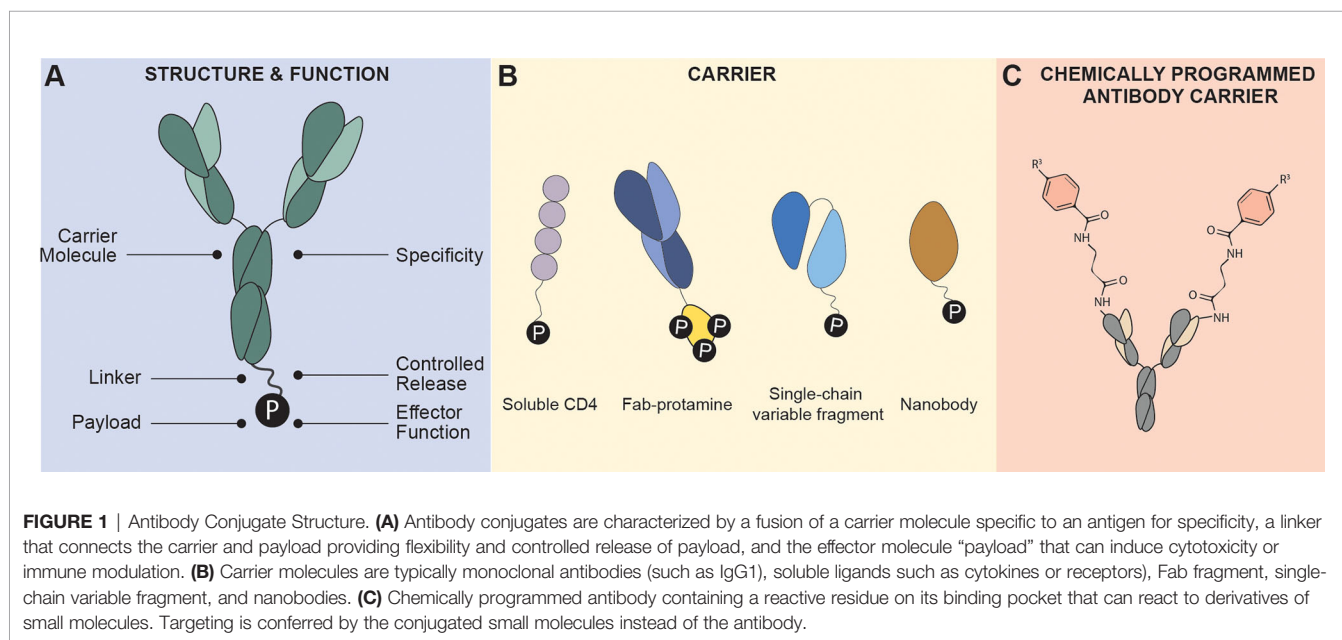 A
STRUCTURE & FUNCTION
Carrier
Molecule
Specificity
Linker
Controlled
Release
Payload
Effector
Function
P
B
CARRIER
P
P
P
P
P
P
Soluble CD4
Fab-protamine
Single-chain
variable fragment
Nanobody
C
CHEMICALLY PROGRAMMED
ANTIBODY CARRIER
R³
R³
O
O
NH
NH
O
O
NH
NH
FIGURE 1 | Antibody Conjugate Structure. (A) Antibody conjugates are characterized by a fusion of a carrier molecule specific to an antigen for specificity, a linker
that connects the carrier and payload providing flexibility and controlled release of payload, and the effector molecule “payload” that can induce cytotoxicity or
immune modulation. (B) Carrier molecules are typically monoclonal antibodies (such as IgG1), soluble ligands such as cytokines or receptors), Fab fragment, single-
chain variable fragment, and nanobodies. (C) Chemically programmed antibody containing a reactive residue on its binding pocket that can react to derivatives of
small molecules. Targeting is conferred by the conjugated small molecules instead of the antibody.